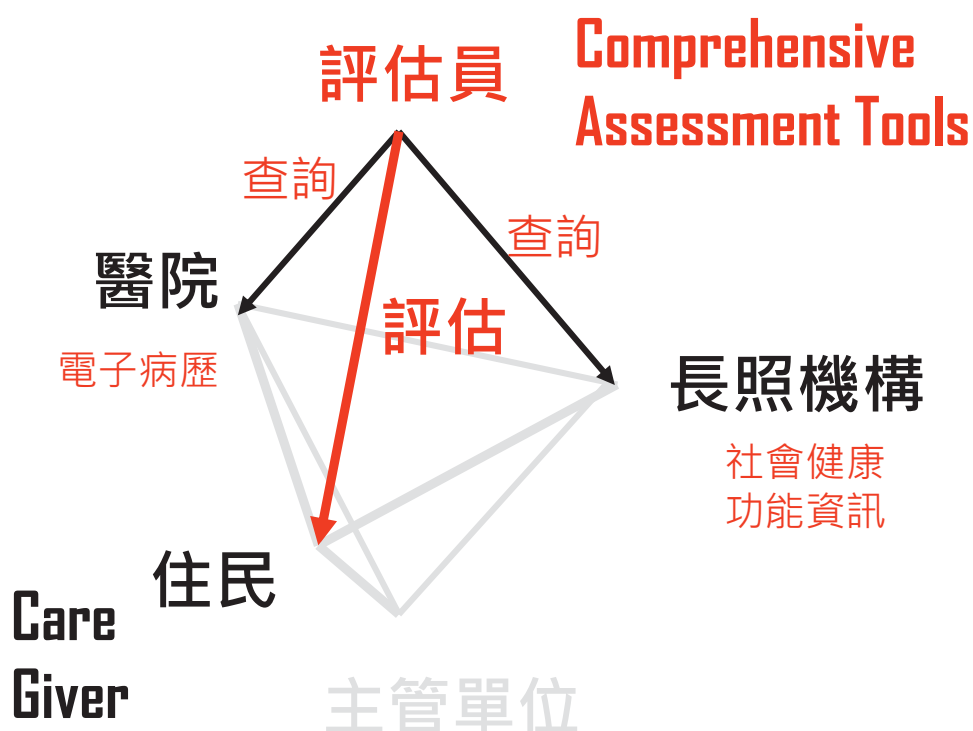 Comprehensive
Assessment Tools
評估員
查詢
查詢
醫院
電子病歷
評估
長照機構
社會健康
功能資訊
住民
Care
Giver
主管單位